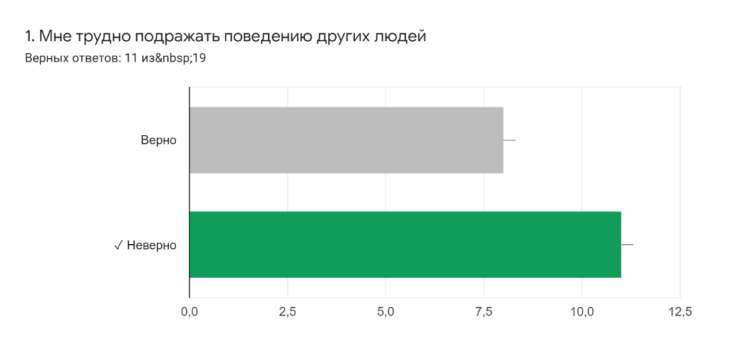 1. Мне трудно подражать поведению других людей
Верных ответов: 11 из&nbsp;19
Верно
✓ Неверно
0,0 2,5 5,0 7,5 10,0 12,5